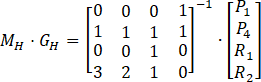 M_H · G_H = [0 0 0 1; 1 1 1 1; 0 0 1 0; 3 2 1 0]^{-1} · [P_1; P_4; R_1; R_2]